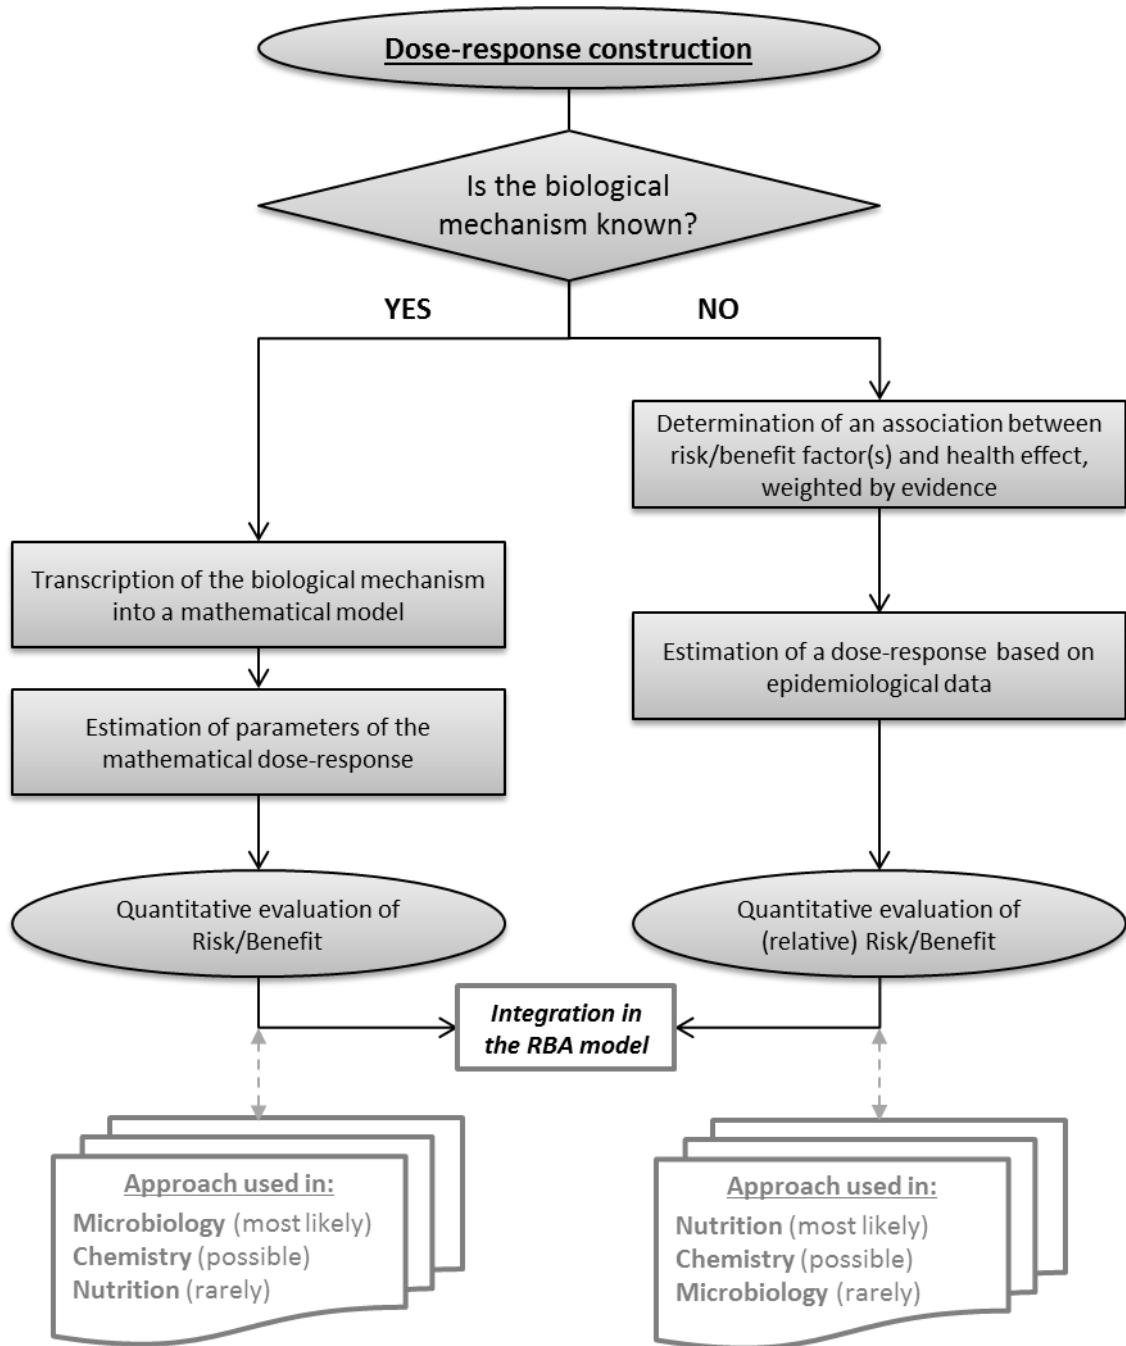 Dose-response construction
Is the biological
mechanism known?
YES
NO
Transcription of the biological mechanism
into a mathematical model
Estimation of parameters of the
mathematical dose-response
Quantitative evaluation of
Risk/Benefit
Determination of an association between
risk/benefit factor(s) and health effect,
weighted by evidence
Estimation of a dose-response based on
epidemiological data
Quantitative evaluation of
(relative) Risk/Benefit
Integration in
the RBA model
Approach used in:
Microbiology (most likely)
Chemistry (possible)
Nutrition (rarely)
Approach used in:
Nutrition (most likely)
Chemistry (possible)
Microbiology (rarely)